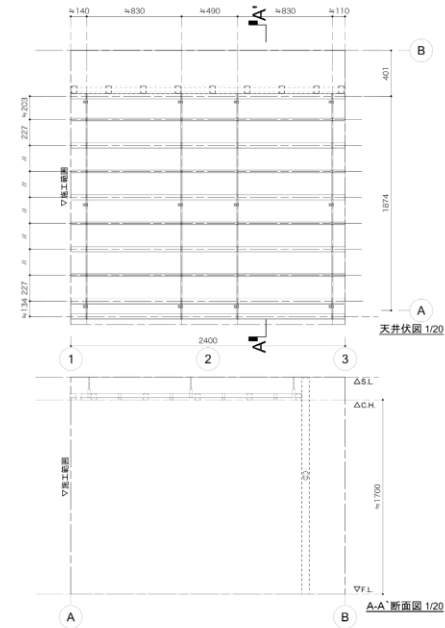 ≒140 ≒830 ≒490 ≒830 ≒110
A'
B
401
≒203
227
〃
〃
▽施工範囲
〃
1874
〃
〃
227
≒134
A
天井伏図 1/20
2400
A'
1 2 3
△S.L.
△C.H.
▽施工範囲
≒1700
▽F.L.
A-A`断面図 1/20
A B